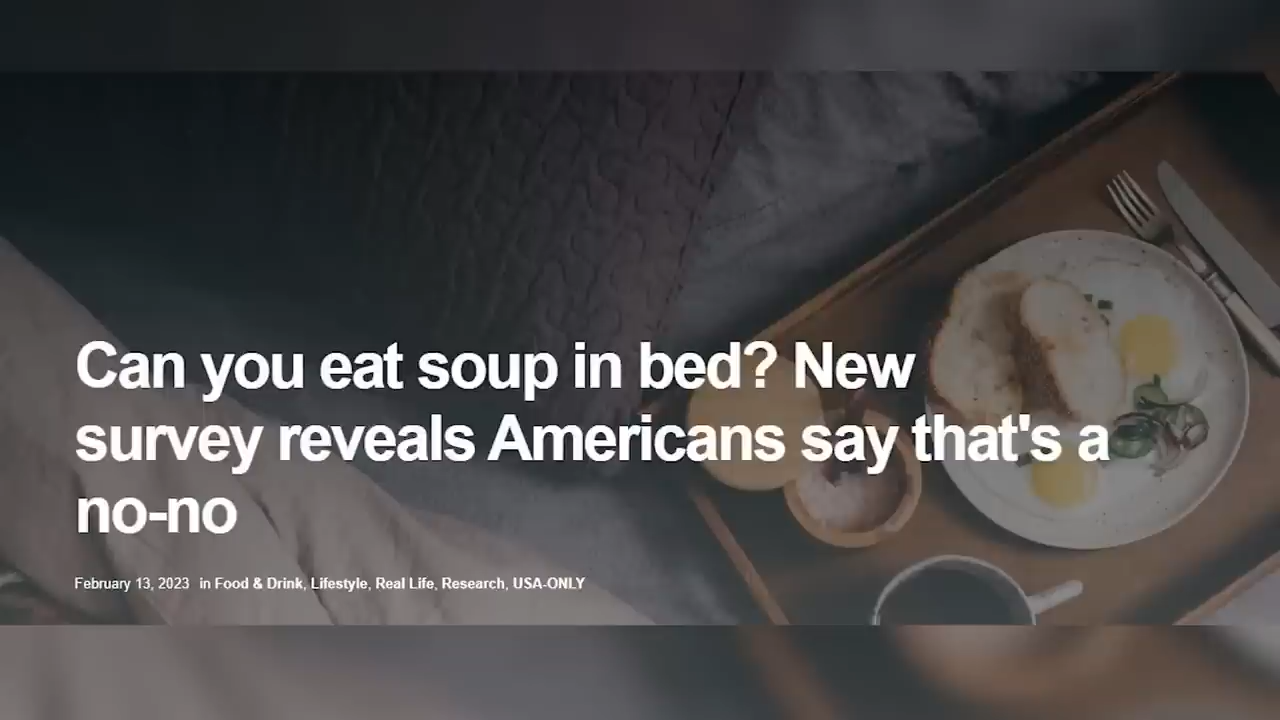 Can you eat soup in bed? New
survey reveals Americans say that's a
no-no
February 13, 2023 in Food & Drink, Lifestyle, Real Life, Research, USA-ONLY